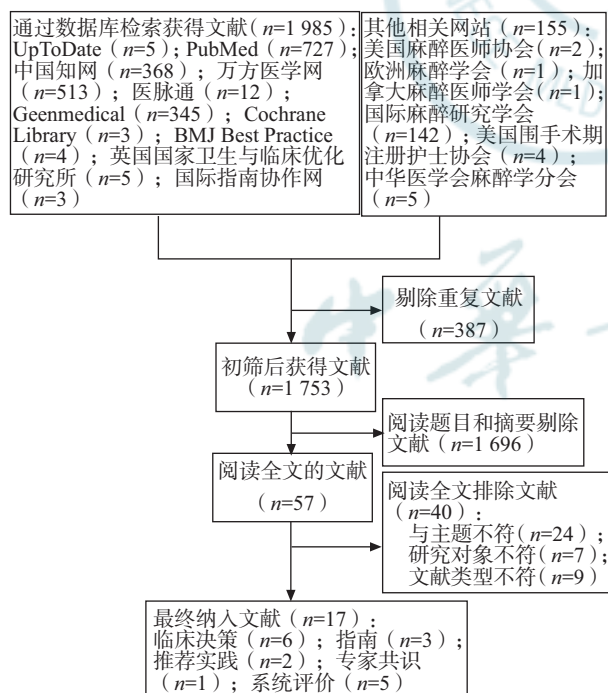 通过数据库检索获得文献(n=1 985)：
UpToDate(n=5)；PubMed(n=727)；
中国知网(n=368)；万方医学网
(n=513)；医脉通(n=12)；
Geenmedical(n=345)；Cochrane
Library(n=3)；BMJ Best Practice
(n=4)；英国国家卫生与临床优化
研究所(n=5)；国际指南协作网
(n=3)
其他相关网站(n=155)：
美国麻醉医师协会(n=2)；
欧洲麻醉学会(n=1)；加
拿大麻醉医师学会(n=1)；
国际麻醉研究学会
(n=142)；美国围手术期
注册护士协会(n=4)；
中华医学会麻醉学分会
(n=5)
剔除重复文献
(n=387)
初筛后获得文献
(n=1 753)
阅读题目和摘要剔除
文献(n=1 696)
阅读全文的文献
(n=57)
阅读全文排除文献
(n=40)：
与主题不符(n=24)；
研究对象不符(n=7)；
文献类型不符(n=9)
最终纳入文献(n=17)：
临床决策(n=6)；指南(n=3)；
推荐实践(n=2)；专家共识
(n=1)；系统评价(n=5)
中华